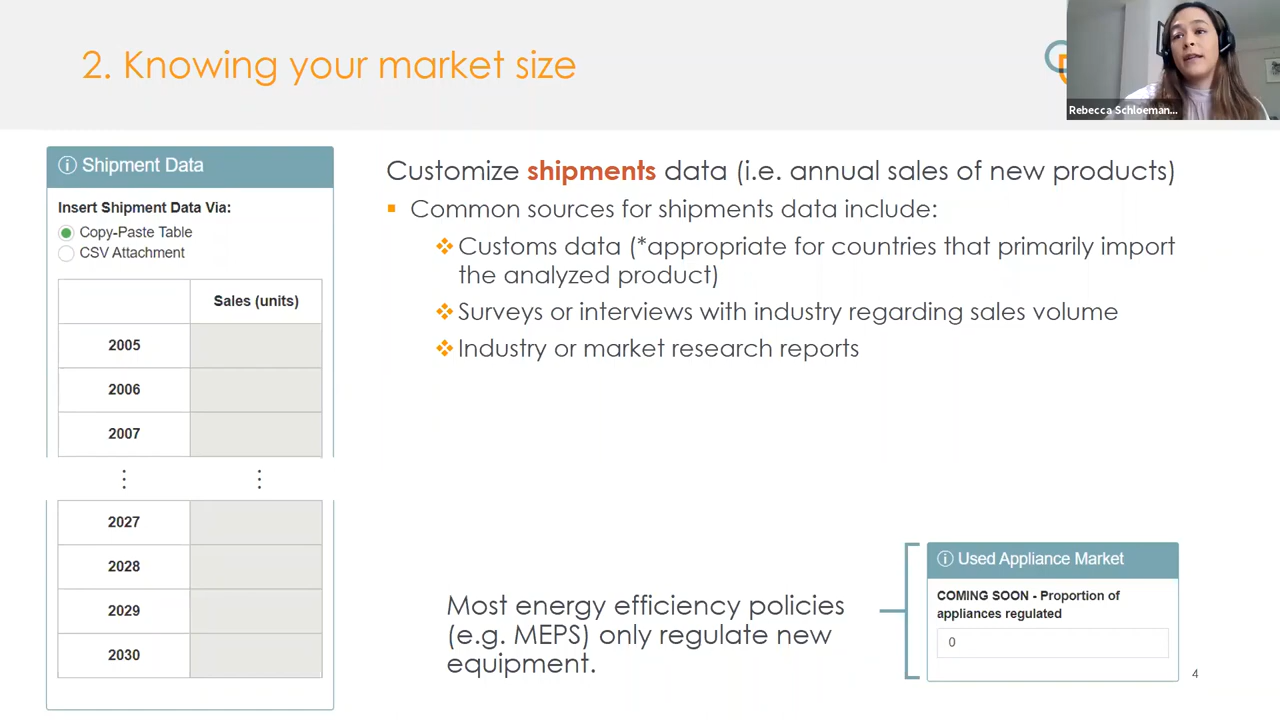 2. Knowing your market size
Rebecca Schloeman...
Shipment Data
Insert Shipment Data Via:
Copy-Paste Table
CSV Attachment
Sales (units)
2005
2006
2007
⋮ ⋮
2027
2028
2029
2030
Customize shipments data (i.e. annual sales of new products)
Common sources for shipments data include:
Customs data (*appropriate for countries that primarily import
the analyzed product)
Surveys or interviews with industry regarding sales volume
Industry or market research reports
Most energy efficiency policies
(e.g. MEPS) only regulate new
equipment.
Used Appliance Market
COMING SOON - Proportion of
appliances regulated
0
4